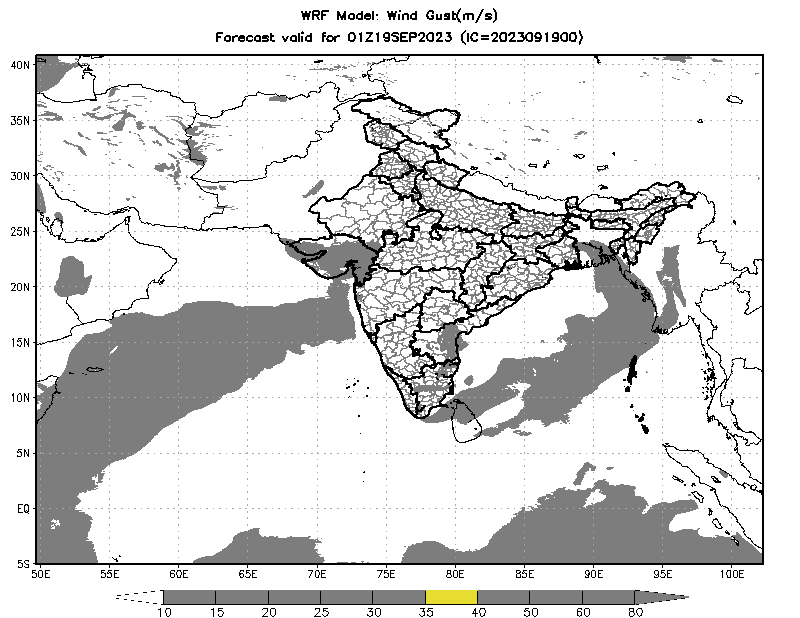 WRF Model: Wind Gust(m/s)
Forecast valid for 01Z19SEP2023 (IC=2023091900)
40N
35N
30N
25N
20N
15N
10N
5N
EQ
5S
50E 55E 60E 65E 70E 75E 80E 85E 90E 95E 100E
10 15 20 25 30 35 40 50 60 80